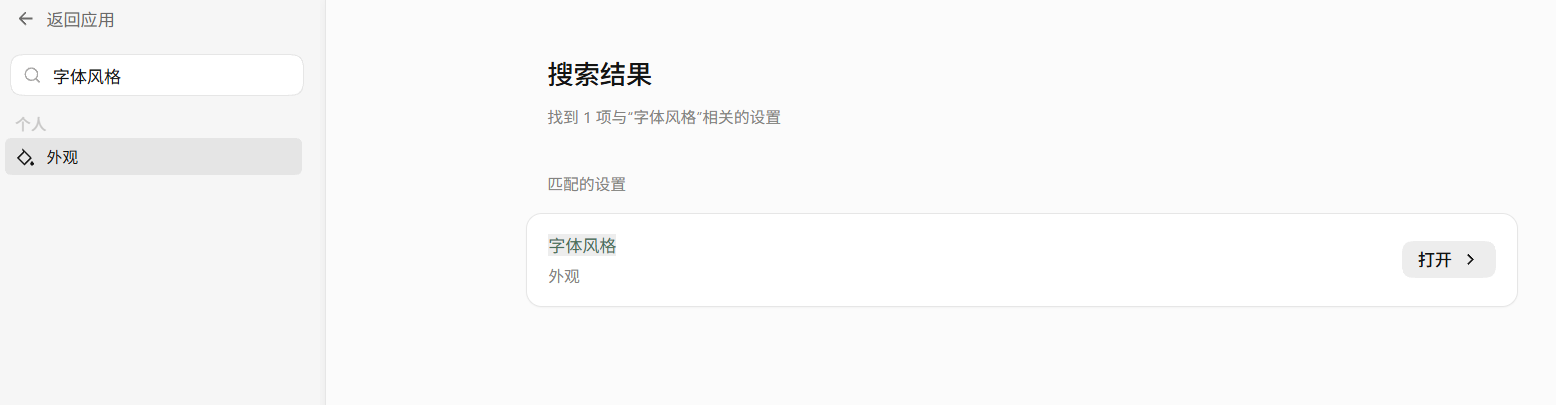 返回应用
字体风格
个人
外观
搜索结果
找到 1 项与“字体风格”相关的设置
匹配的设置
字体风格
外观
打开